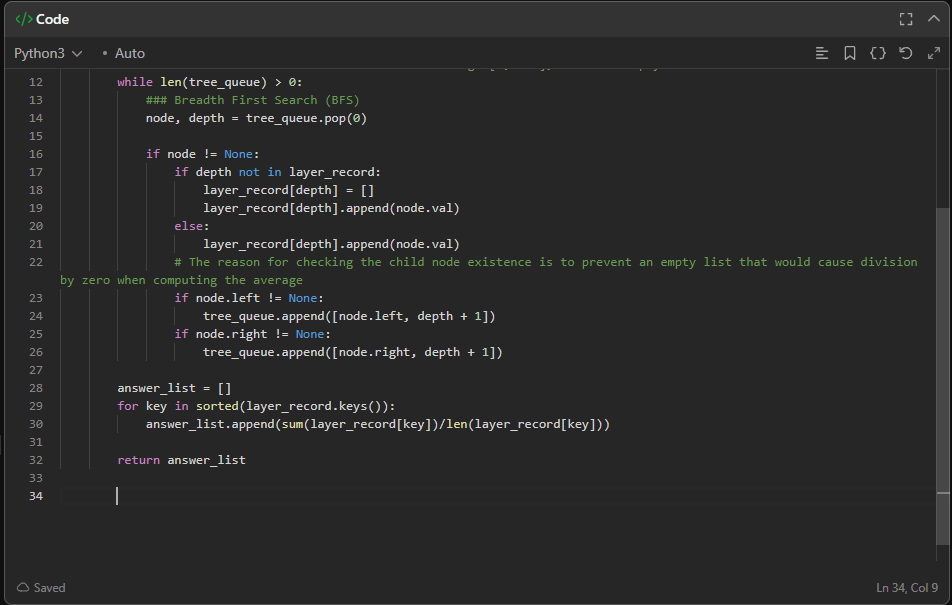 </> Code
Python3 • Auto
12 while len(tree_queue) > 0:
13 ### Breadth First Search (BFS)
14 node, depth = tree_queue.pop(0)
15
16 if node != None:
17 if depth not in layer_record:
18 layer_record[depth] = []
19 layer_record[depth].append(node.val)
20 else:
21 layer_record[depth].append(node.val)
22 # The reason for checking the child node existence is to prevent an empty list that would cause division
by zero when computing the average
23 if node.left != None:
24 tree_queue.append([node.left, depth + 1])
25 if node.right != None:
26 tree_queue.append([node.right, depth + 1])
27
28 answer_list = []
29 for key in sorted(layer_record.keys()):
30 answer_list.append(sum(layer_record[key])/len(layer_record[key]))
31
32 return answer_list
33
34
Saved
Ln 34, Col 9